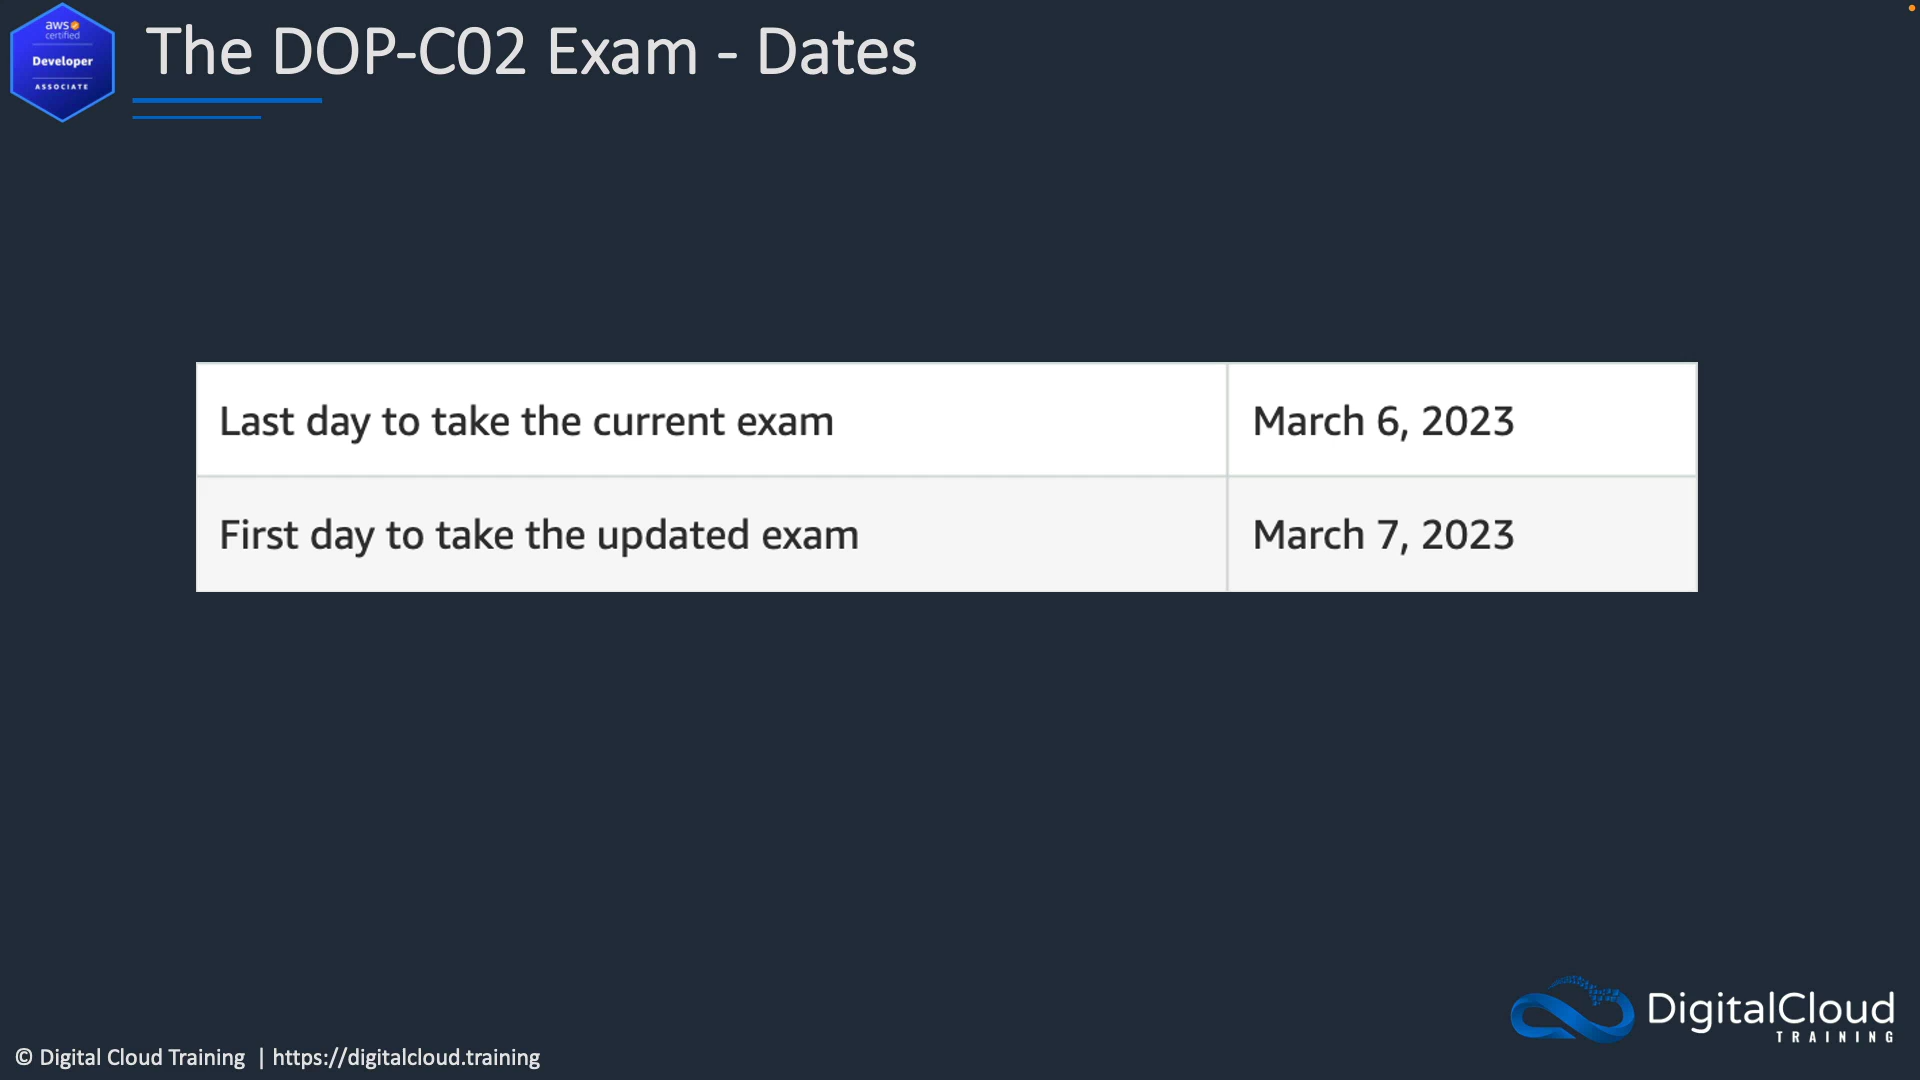 aws
certified
Developer
ASSOCIATE
The DOP-C02 Exam - Dates
Last day to take the current exam March 6, 2023
First day to take the updated exam March 7, 2023
DigitalCloud
TRAINING
© Digital Cloud Training | https://digitalcloud.training